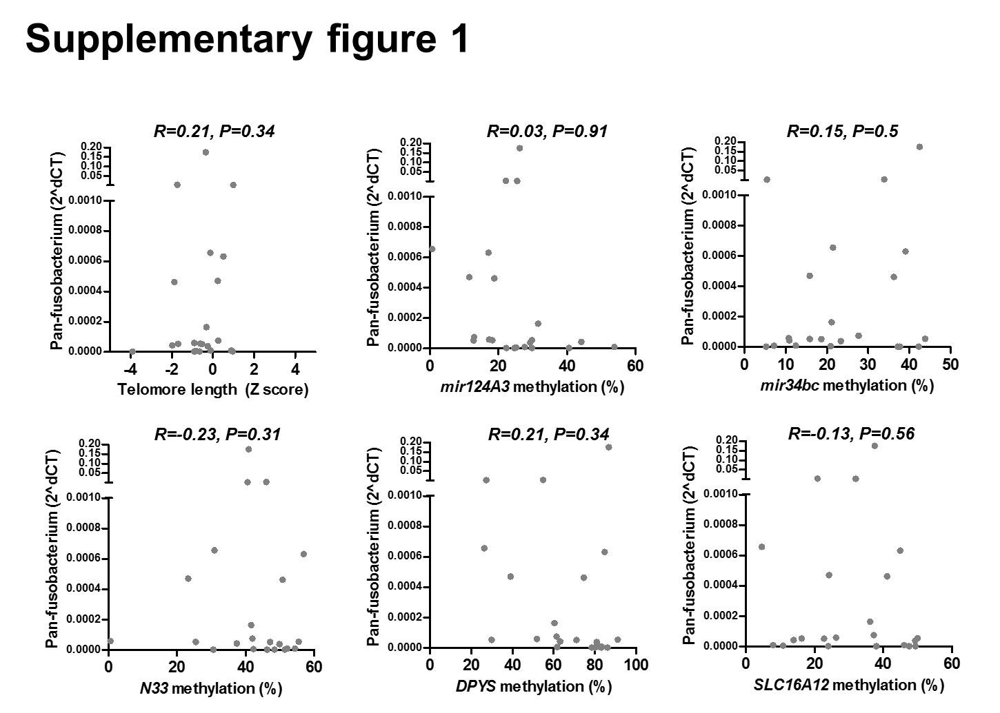 Supplementary figure 1
R=0.21, P=0.34
Pan-fusobacterium (2^dCT)
0.20
0.15
0.10
0.05
0.0010
0.0008
0.0006
0.0004
0.0002
0.0000
-4 -2 0 2 4
Telomore length (Z score)
R=0.03, P=0.91
Pan-fusobacterium (2^dCT)
0.20
0.15
0.10
0.05
0.0010
0.0008
0.0006
0.0004
0.0002
0.0000
0 20 40 60
mir124A3 methylation (%)
R=0.15, P=0.5
Pan-fusobacterium (2^dCT)
0.20
0.15
0.10
0.05
0.0010
0.0008
0.0006
0.0004
0.0002
0.0000
0 10 20 30 40 50
mir34bc methylation (%)
R=-0.23, P=0.31
Pan-fusobacterium (2^dCT)
0.20
0.15
0.10
0.05
0.0010
0.0008
0.0006
0.0004
0.0002
0.0000
0 20 40 60
N33 methylation (%)
R=0.21, P=0.34
Pan-fusobacterium (2^dCT)
0.20
0.15
0.10
0.05
0.0010
0.0008
0.0006
0.0004
0.0002
0.0000
0 20 40 60 80 100
DPYS methylation (%)
R=-0.13, P=0.56
Pan-fusobacterium (2^dCT)
0.20
0.15
0.10
0.05
0.0010
0.0008
0.0006
0.0004
0.0002
0.0000
0 20 40 60
SLC16A12 methylation (%)